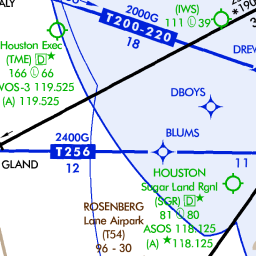 ALY
2000G
T200-220
18
(IWS)
111 39
*190
DREW
Houston Exec
(TME) D★
166 66
WOS-3 119.525
(A) 119.525
DBOYS
BLUMS
2400G
T256
12
11
GLAND
HOUSTON
Sugar Land Rgnl
(SGR) D★
81 80
ASOS 118.125
(A) ★118.125
ROSENBERG
Lane Airpark
(T54)
96 - 30